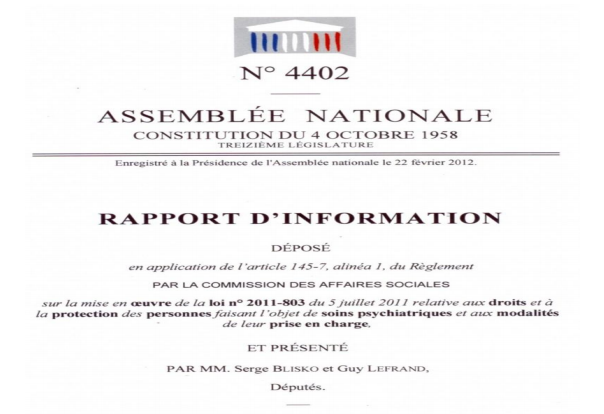 N° 4402
ASSEMBLÉE NATIONALE
CONSTITUTION DU 4 OCTOBRE 1958
TREIZIÈME LÉGISLATURE
Enregistré à la Présidence de l'Assemblée nationale le 22 février 2012.
RAPPORT D'INFORMATION
DÉPOSÉ
en application de l'article 145-7, alinéa 1, du Règlement
PAR LA COMMISSION DES AFFAIRES SOCIALES
sur la mise en œuvre de la loi n° 2011-803 du 5 juillet 2011 relative aux droits et à
la protection des personnes faisant l'objet de soins psychiatriques et aux modalités
de leur prise en charge,
ET PRÉSENTÉ
PAR MM. Serge BLISKO et Guy LEFRAND,
Députés.